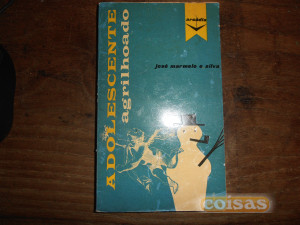 arcádia
josé marmelo e silva
ADOLESCENTE
agrilhoado
coisas